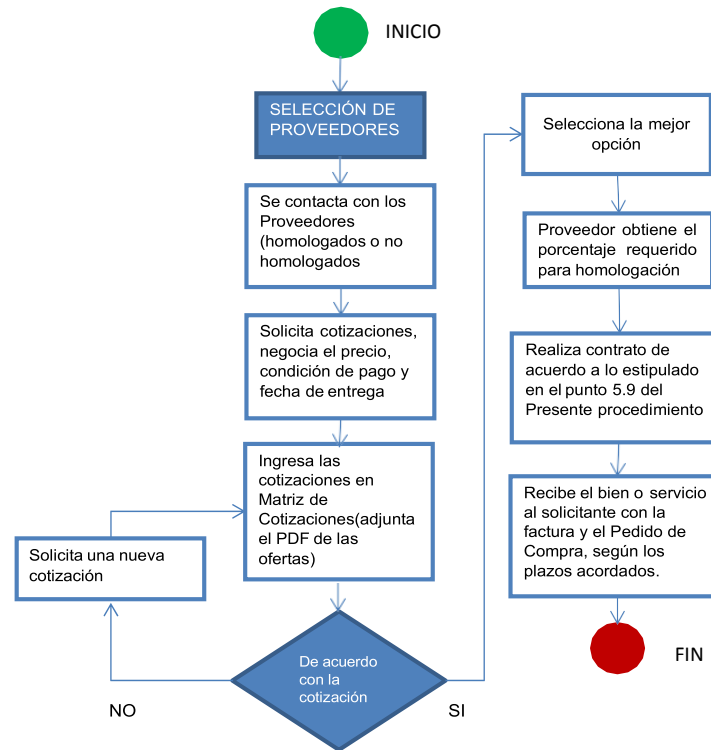 INICIO
SELECCIÓN DE
PROVEEDORES
Se contacta con los
Proveedores
(homologados o no
homologados
Solicita cotizaciones,
negocia el precio,
condición de pago y
fecha de entrega
Ingresa las
cotizaciones en
Matriz de
Cotizaciones(adjunta
el PDF de las
ofertas)
Solicita una nueva
cotización
De acuerdo
con la
cotización
NO
SI
Selecciona la mejor
opción
Proveedor obtiene el
porcentaje requerido
para homologación
Realiza contrato de
acuerdo a lo estipulado
en el punto 5.9 del
Presente procedimiento
Recibe el bien o servicio
al solicitante con la
factura y el Pedido de
Compra, según los
plazos acordados.
FIN